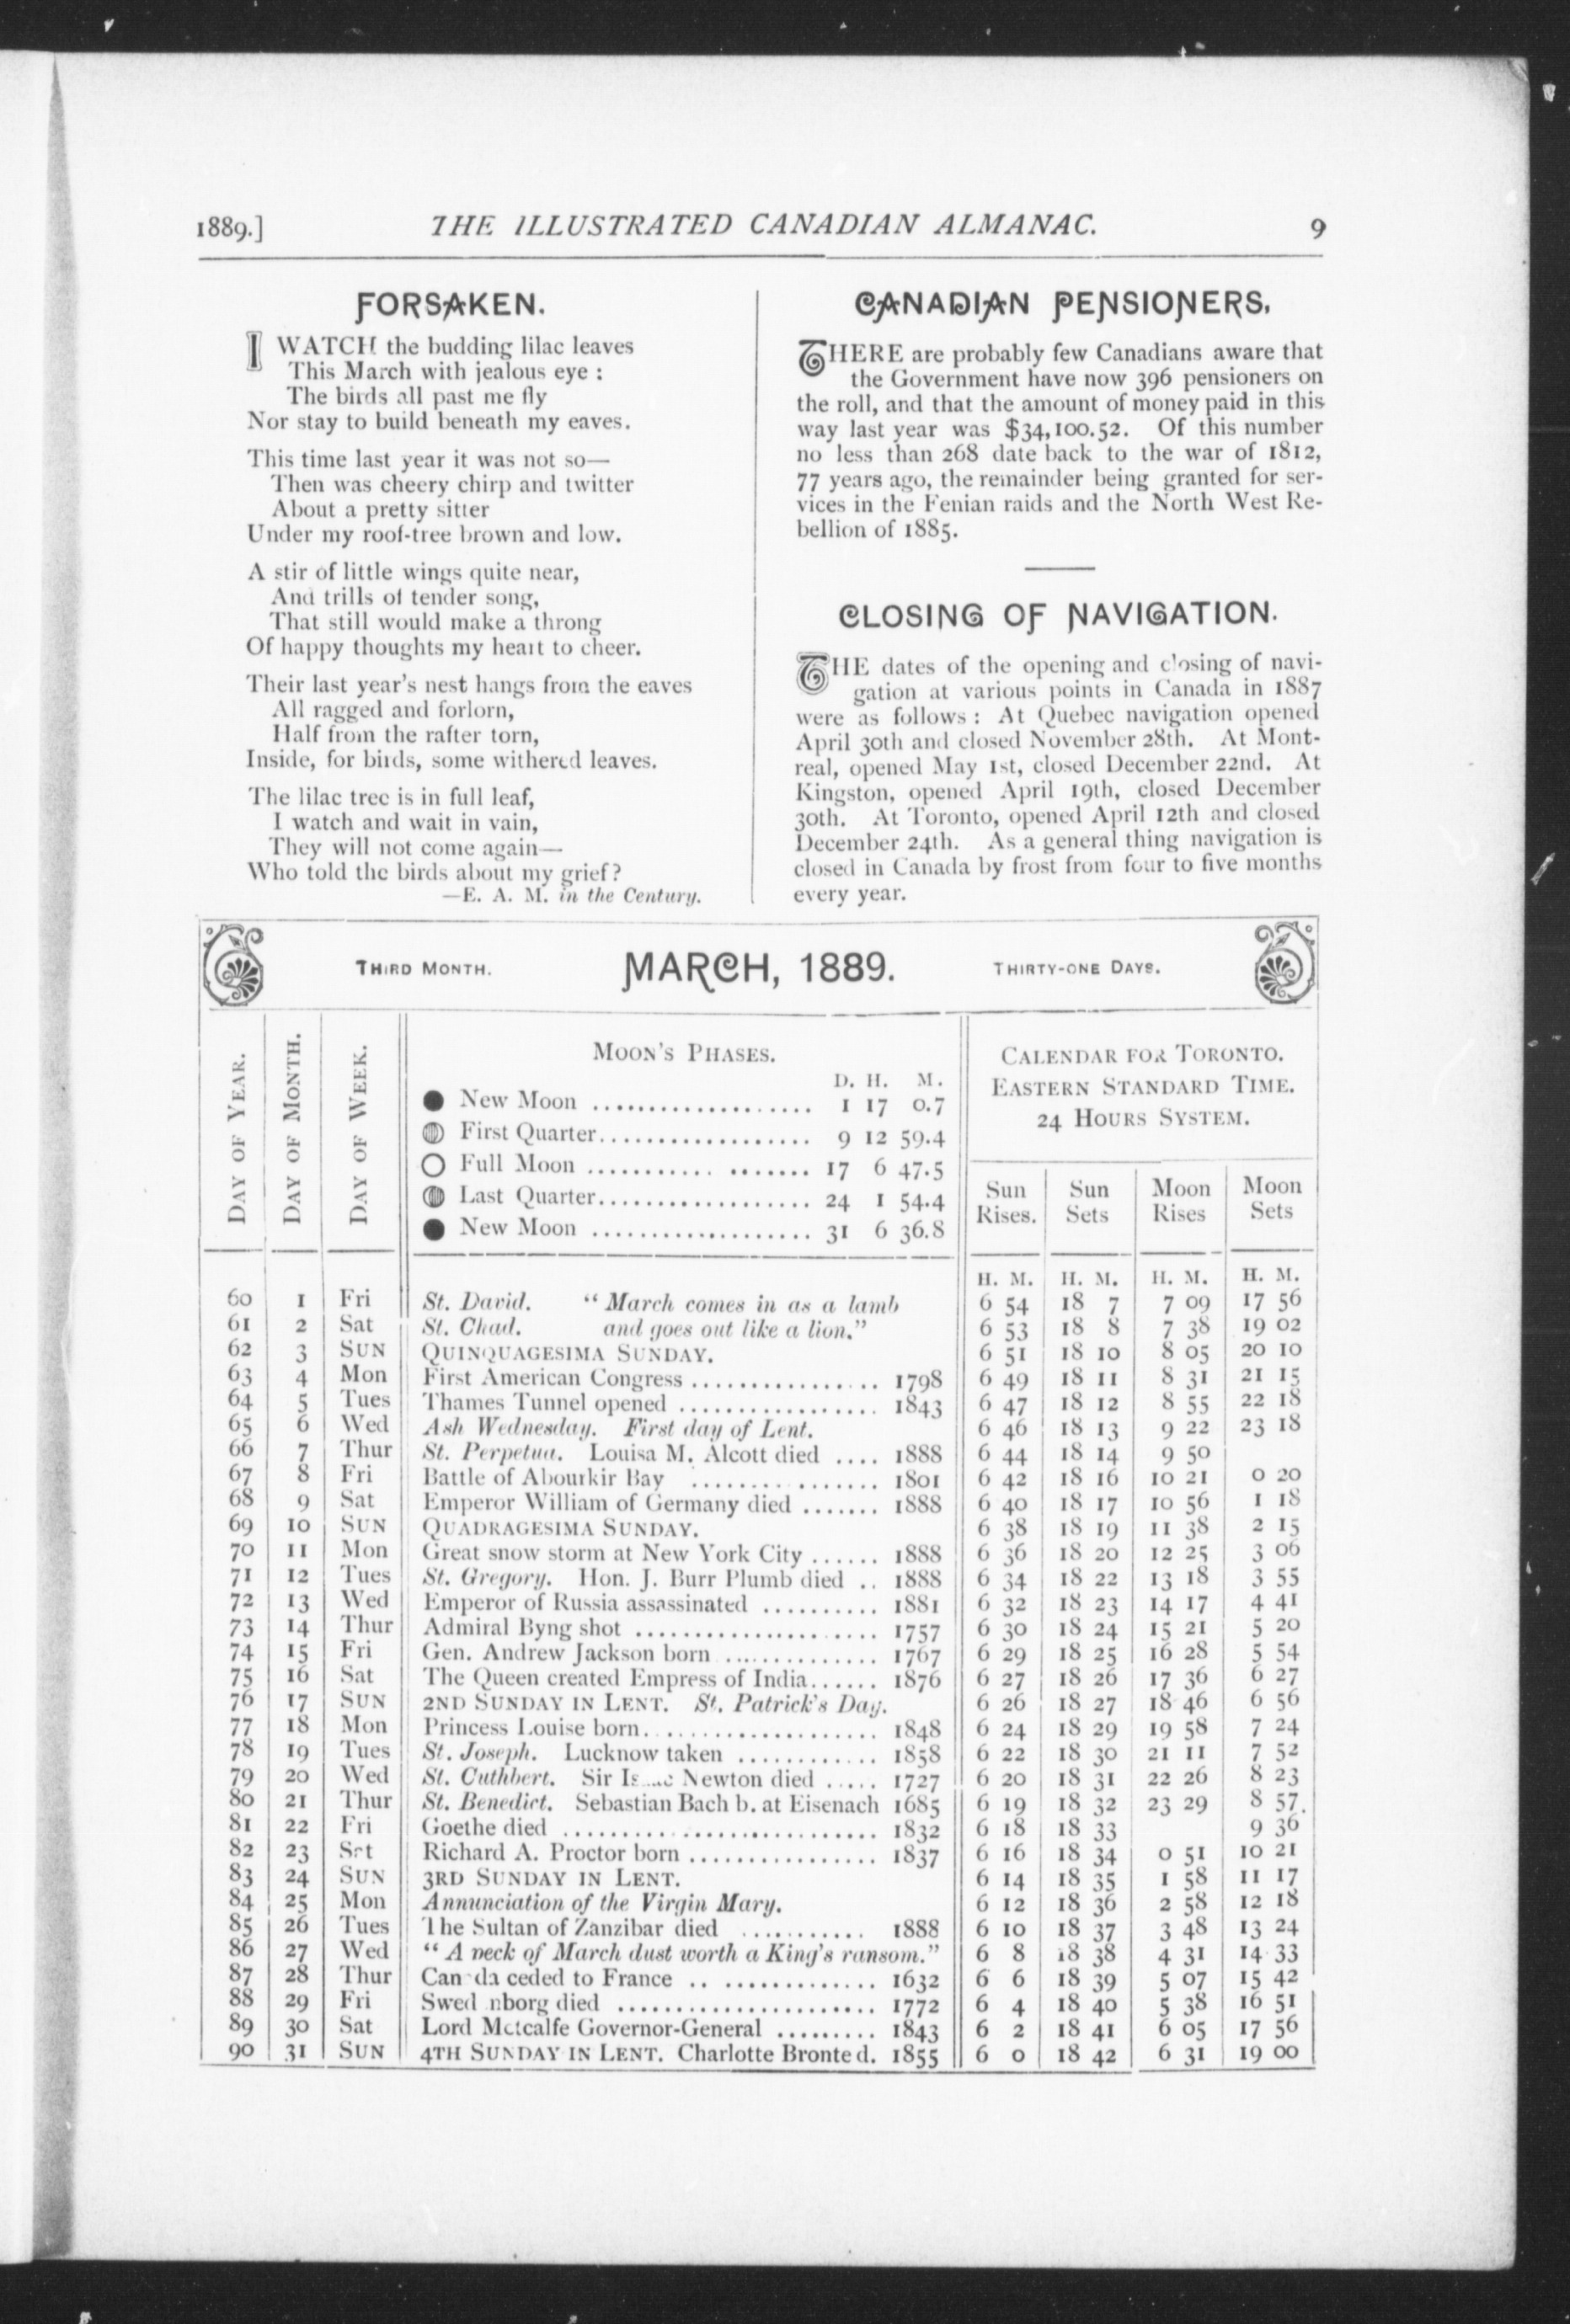 1889.] THE ILLUSTRATED CANADIAN ALMANAC. 9
FORSAKEN.
I WATCH the budding lilac leaves
This March with jealous eye :
The birds all past me fly
Nor stay to build beneath my eaves.
This time last year it was not so—
Then was cheery chirp and twitter
About a pretty sitter
Under my roof-tree brown and low.
A stir of little wings quite near,
And trills of tender song,
That still would make a throng
Of happy thoughts my heart to cheer.
Their last year's nest hangs from the eaves
All ragged and forlorn,
Half from the rafter torn,
Inside, for birds, some withered leaves.
The lilac tree is in full leaf,
I watch and wait in vain,
They will not come again—
Who told the birds about my grief?
—E. A. M. in the Century.
CANADIAN PENSIONERS.
THERE are probably few Canadians aware that
the Government have now 396 pensioners on
the roll, and that the amount of money paid in this
way last year was $34,100.52. Of this number
no less than 268 date back to the war of 1812,
77 years ago, the remainder being granted for ser-
vices in the Fenian raids and the North West Re-
bellion of 1885.
CLOSING OF NAVIGATION.
THE dates of the opening and closing of navi-
gation at various points in Canada in 1887
were as follows : At Quebec navigation opened
April 30th and closed November 28th. At Mont-
real, opened May 1st, closed December 22nd. At
Kingston, opened April 19th, closed December
30th. At Toronto, opened April 12th and closed
December 24th. As a general thing navigation is
closed in Canada by frost from four to five months
every year.
THIRD MONTH. MARCH, 1889. THIRTY-ONE DAYS.
DAY OF YEAR.
DAY OF MONTH.
DAY OF WEEK.
MOON'S PHASES.
D. H. M.
New Moon .................... 1 17 0.7
First Quarter................... 9 12 59.4
Full Moon .................... 17 6 47.5
Last Quarter................... 24 1 54.4
New Moon .................... 31 6 36.8
CALENDAR FOR TORONTO.
EASTERN STANDARD TIME.
24 HOURS SYSTEM.
Sun Rises. Sun Sets Moon Rises Moon Sets
H. M. H. M. H. M. H. M.
60 1 Fri St. David. "March comes in as a lamb 6 54 18 7 7 09 17 56
61 2 Sat St. Chad. and goes out like a lion." 6 53 18 8 7 38 19 02
62 3 SUN QUINQUAGESIMA SUNDAY. 6 51 18 10 8 05 20 10
63 4 Mon First American Congress ................ 1798 6 49 18 11 8 31 21 15
64 5 Tues Thames Tunnel opened ................. 1843 6 47 18 12 8 55 22 18
65 6 Wed Ash Wednesday. First day of Lent. 6 46 18 13 9 22 23 18
66 7 Thur St. Perpetua. Louisa M. Alcott died .... 1888 6 44 18 14 9 50
67 8 Fri Battle of Abourkir Bay ................ 1801 6 42 18 16 10 21 0 20
68 9 Sat Emperor William of Germany died ....... 1888 6 40 18 17 10 56 1 18
69 10 SUN QUADRAGESIMA SUNDAY. 6 38 18 19 11 38 2 15
70 11 Mon Great snow storm at New York City ...... 1888 6 36 18 20 12 25 3 06
71 12 Tues St. Gregory. Hon. J. Burr Plumb died .. 1888 6 34 18 22 13 18 3 55
72 13 Wed Emperor of Russia assassinated .......... 1881 6 32 18 23 14 17 4 41
73 14 Thur Admiral Byng shot ..................... 1757 6 30 18 24 15 21 5 20
74 15 Fri Gen. Andrew Jackson born .............. 1767 6 29 18 25 16 28 5 54
75 16 Sat The Queen created Empress of India...... 1876 6 27 18 26 17 36 6 27
76 17 SUN 2ND SUNDAY IN LENT. St. Patrick's Day. 6 26 18 27 18 46 6 56
77 18 Mon Princess Louise born.................... 1848 6 24 18 29 19 58 7 24
78 19 Tues St. Joseph. Lucknow taken ............ 1858 6 22 18 30 21 11 7 52
79 20 Wed St. Cuthbert. Sir Isaac Newton died ..... 1727 6 20 18 31 22 26 8 23
80 21 Thur St. Benedict. Sebastian Bach b. at Eisenach 1685 6 19 18 32 23 29 8 57.
81 22 Fri Goethe died ........................... 1832 6 18 18 33 9 36
82 23 Sat Richard A. Proctor born ................ 1837 6 16 18 34 0 51 10 21
83 24 SUN 3RD SUNDAY IN LENT. 6 14 18 35 1 58 11 17
84 25 Mon Annunciation of the Virgin Mary. 6 12 18 36 2 58 12 18
85 26 Tues The Sultan of Zanzibar died ........... 1888 6 10 18 37 3 48 13 24
86 27 Wed "A neck of March dust worth a King's ransom." 6 8 18 38 4 31 14 33
87 28 Thur Canada ceded to France ................ 1632 6 6 18 39 5 07 15 42
88 29 Fri Swedenborg died ....................... 1772 6 4 18 40 5 38 16 51
89 30 Sat Lord Metcalfe Governor-General ......... 1843 6 2 18 41 6 05 17 56
90 31 SUN 4TH SUNDAY IN LENT. Charlotte Bronte d. 1855 6 0 18 42 6 31 19 00